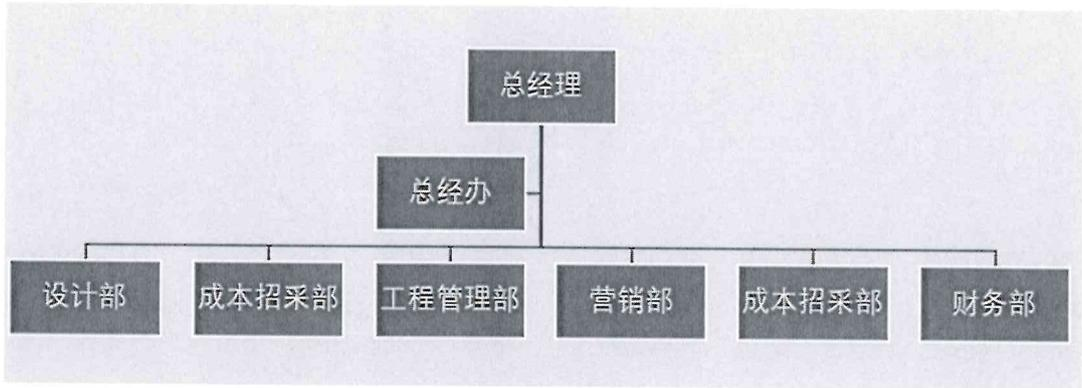 总经理
总经办
设计部
成本招采部
工程管理部
营销部
成本招采部
财务部